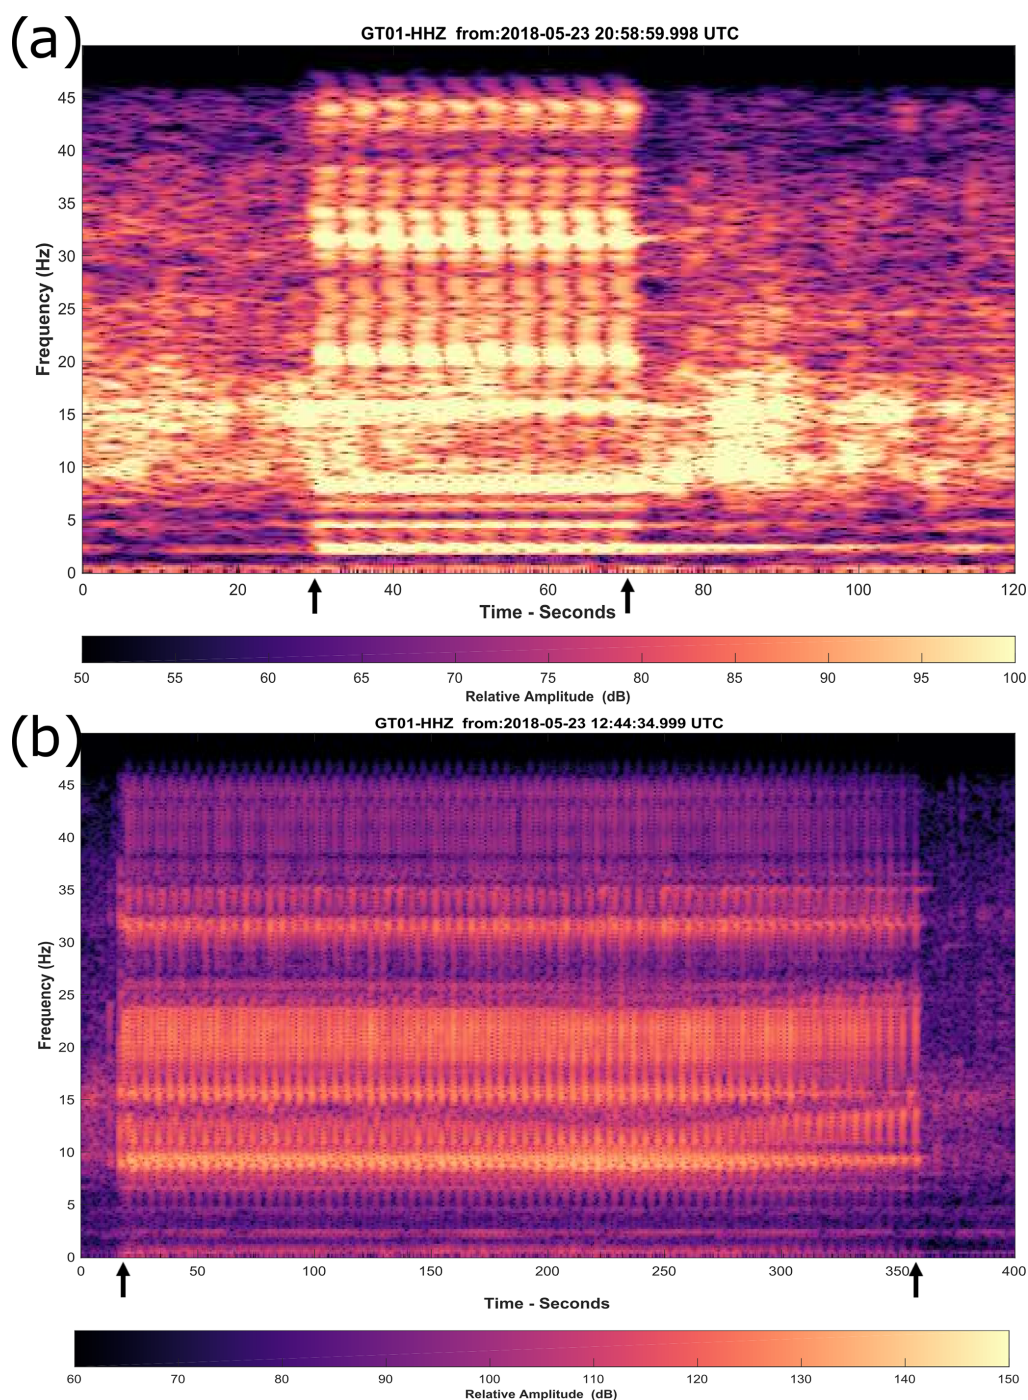 (a)
GT01-HHZ from:2018-05-23 20:58:59.998 UTC
Frequency (Hz)
45
40
35
30
25
20
15
10
5
0
0 20 40 60 80 100 120
Time - Seconds
50 55 60 65 70 75 80 85 90 95 100
Relative Amplitude (dB)
(b)
GT01-HHZ from:2018-05-23 12:44:34.999 UTC
Frequency (Hz)
45
40
35
30
25
20
15
10
5
0
0 50 100 150 200 250 300 350 400
Time - Seconds
60 70 80 90 100 110 120 130 140 150
Relative Amplitude (dB)